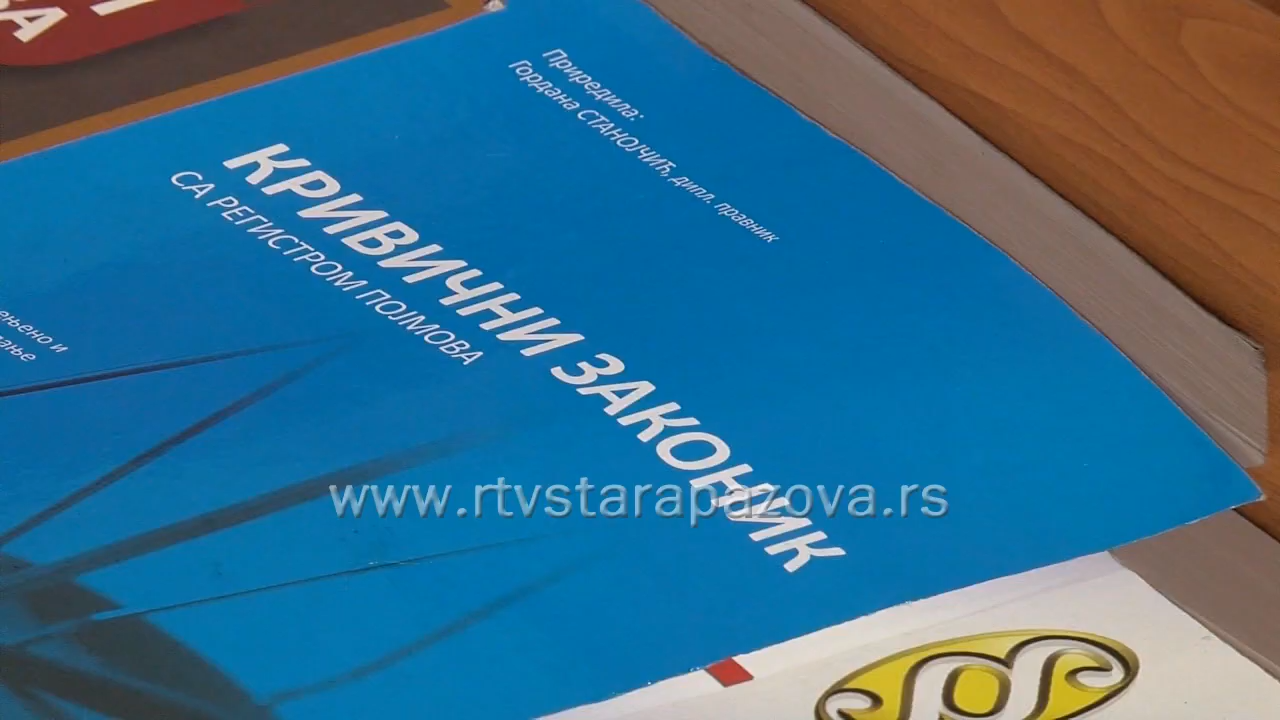 Приредила:
Гордана СТАНОЈЧИЋ, дипл. правник
КРИВИЧНИ ЗАКОНИК
СА РЕГИСТРОМ ПОЈМОВА
www.rtvstarapazova.rs